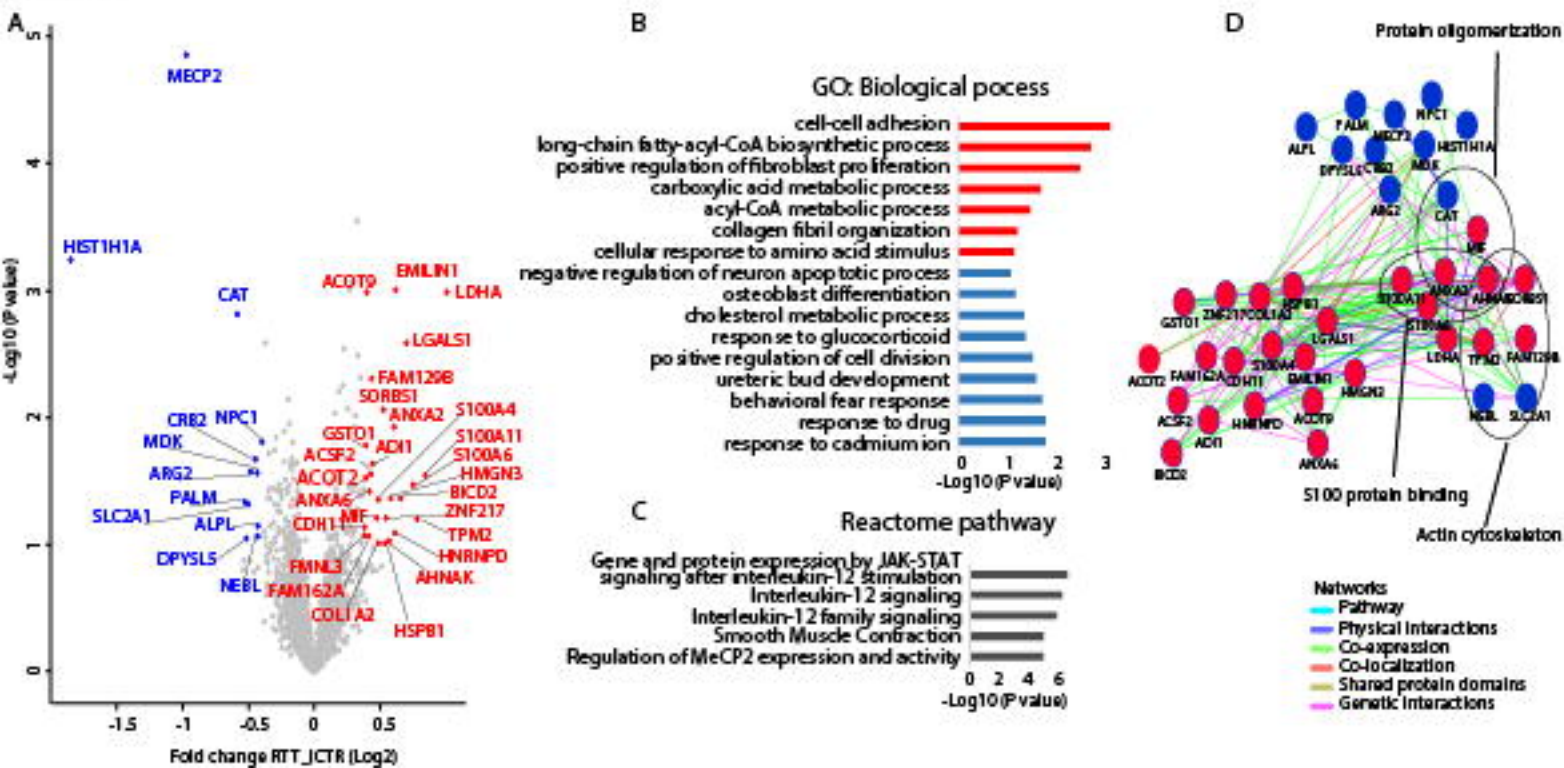 A
5
4
3
2
1
0
-Log10 (P value)
-1.5
-1
-0.5
0
0.5
Fold change RTT_iCTR (Log2)
MECP2
HIST1H1A
CAT
ACOT9
EMILIN1
LDHA
LGALS1
FAM129B
SORBS1
ANXA2
S100A4
CRB2
NPC1
GSTO1
ADI1
S100A11
MDK
ACSF2
S100A6
ARG2
ACOT2
HMGN3
PALM
ANXA6
BICD2
SLC2A1
ALPL
CDH11
MIF
ZNF217
TPM2
DPYSL5
HNRNPD
NEBL
FMNL3
AHNAK
FAM162A
COL1A2
HSPB1
B
GO: Biological pocess
cell-cell adhesion
long-chain fatty-acyl-CoA biosynthetic process
positive regulation of fibroblast proliferation
carboxylic acid metabolic process
acyl-CoA metabolic process
collagen fibril organization
cellular response to amino acid stimulus
negative regulation of neuron apoptotic process
osteoblast differentiation
cholesterol metabolic process
response to glucocorticoid
positive regulation of cell division
ureteric bud development
behavioral fear response
response to drug
response to cadmium ion
0 1 2 3
-Log10 (P value)
C
Reactome pathway
Gene and protein expression by JAK-STAT
signaling after interleukin-12 stimulation
Interleukin-12 signaling
Interleukin-12 family signaling
Smooth Muscle Contraction
Regulation of MeCP2 expression and activity
0 2 4 6
-Log10 (P value)
D
Protein oligomerization
NPC1
PALM
MECP2
ALPL
HIST1H1A
DPYSL5
CRB2
MDK
ARG2
CAT
MIF
S100A11
ANXA2
AHNAK
SORBS1
GSTO1
ZNF217
COL1A2
HSPB1
S100A6
LGALS1
ACOT2
FAM162A
CDH11
S100A4
EMILIN1
LDHA
TPM2
FAM129B
HMGN3
ACSF2
ADI1
HNRNPD
ACOT9
NEBL
SLC2A1
BICD2
ANXA6
S100 protein binding
Actin cytoskeleton
Networks
Pathway
Physical Interactions
Co-expression
Co-localization
Shared protein domains
Genetic Interactions